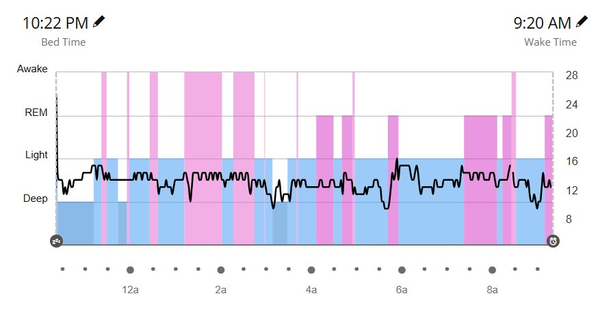 10:22 PM 9:20 AM
Bed Time Wake Time
Awake 28
24
REM
20
Light 16
12
Deep
8
zz
12a 2a 4a 6a 8a